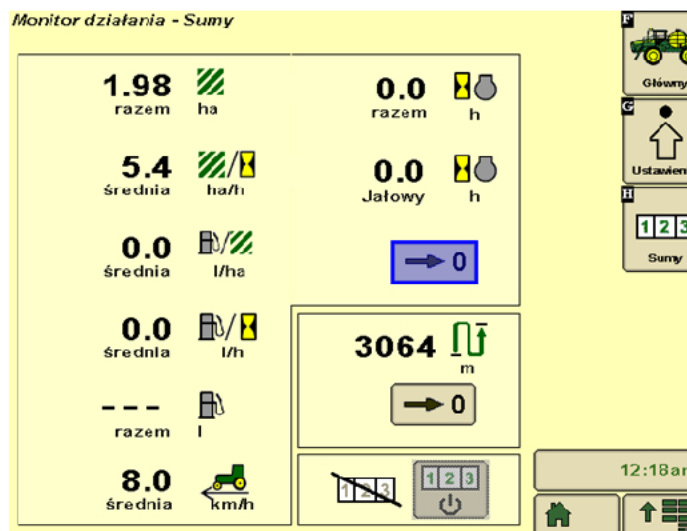 Monitor działania - Sumy
1.98
razem ha
5.4
średnia ha/h
0.0
średnia l/ha
0.0
średnia l/h
---
razem l
8.0
średnia km/h
0.0
razem h
0.0
Jałowy h
0
3064
m
0
1 2 3
1 2 3
F
Główny
G
Ustawien
H
1 2 3
Sumy
12:18am